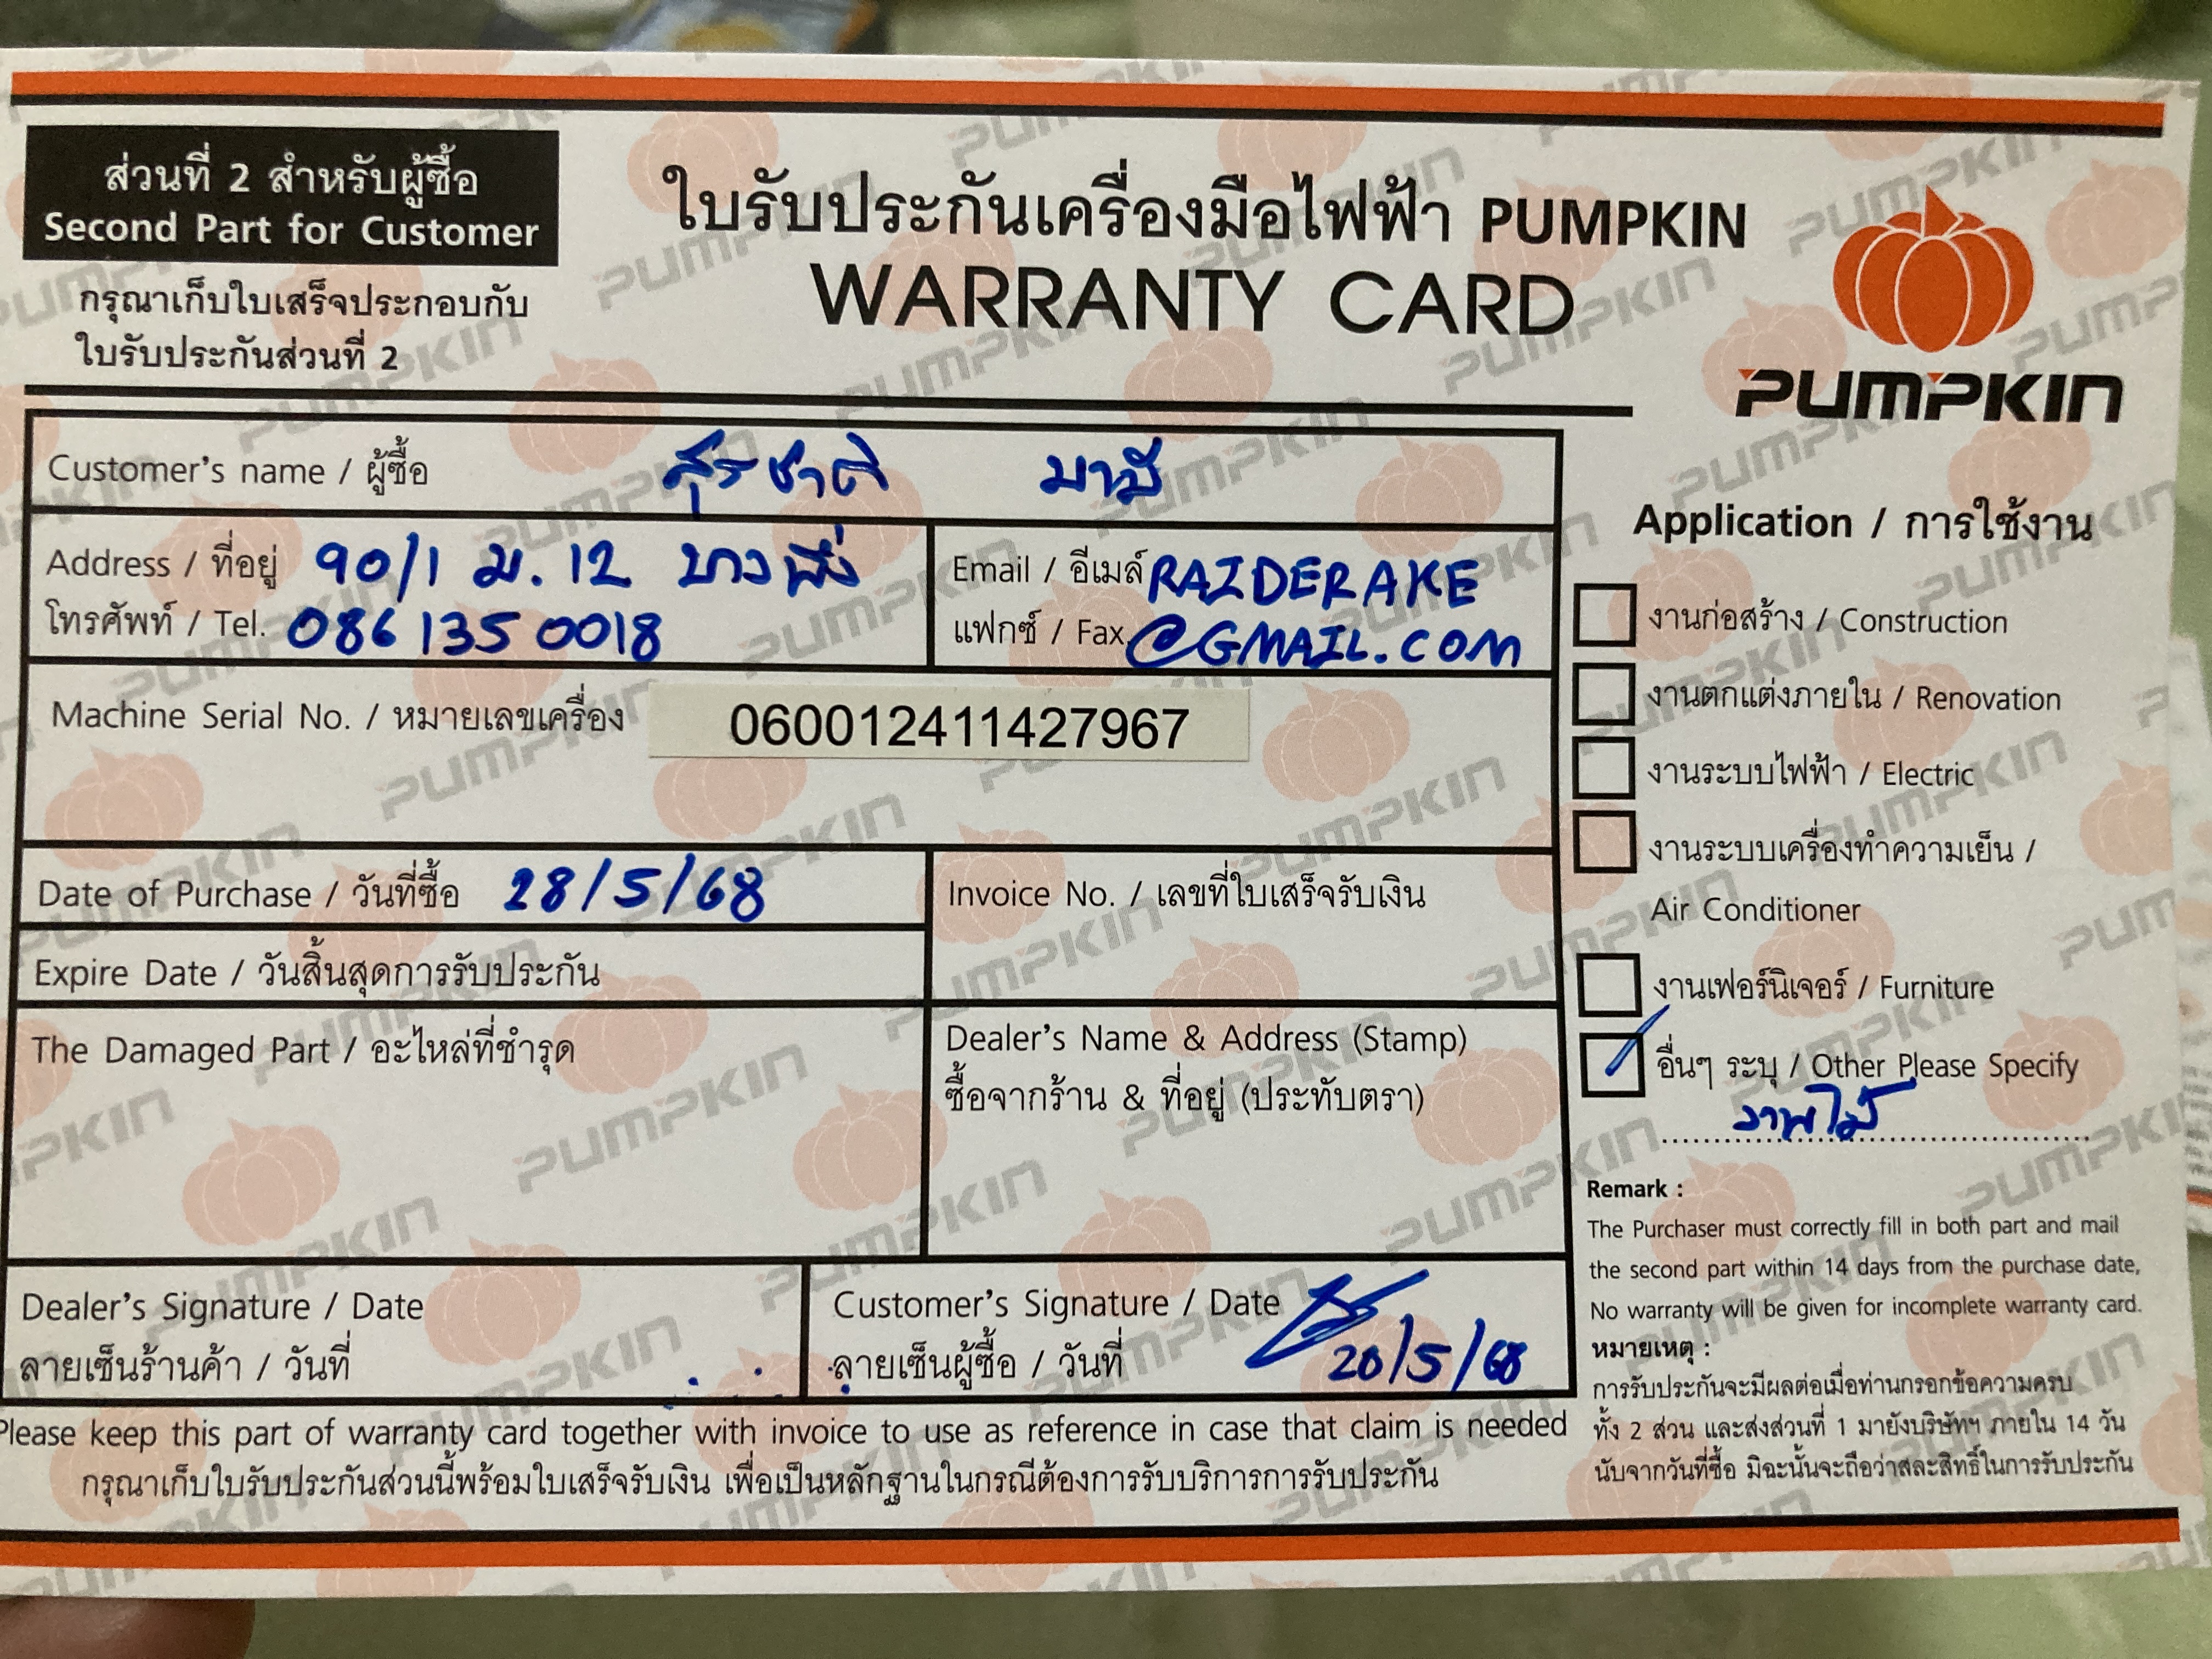 ส่วนที่ 2 สำหรับผู้ซื้อ
Second Part for Customer
กรุณาเก็บใบเสร็จประกอบกับ
ใบรับประกันส่วนที่ 2
ใบรับประกันเครื่องมือไฟฟ้า PUMPKIN
WARRANTY CARD
PUMPKIN
Customer's name / ผู้ซื้อ สุรชาติ
Address / ที่อยู่ 90/1 ม. 12 บางพึ่ง
โทรศัพท์ / Tel. 086 135 0018
Email / อีเมล์ RAIDERAKE
แฟกซ์ / Fax. @GMAIL.COM
Machine Serial No. / หมายเลขเครื่อง 060012411427967
Date of Purchase / วันที่ซื้อ 28/5/68
Invoice No. / เลขที่ใบเสร็จรับเงิน
Expire Date / วันสิ้นสุดการรับประกัน
The Damaged Part / อะไหล่ที่ชำรุด
Dealer's Name & Address (Stamp)
ซื้อจากร้าน & ที่อยู่ (ประทับตรา)
Dealer's Signature / Date
ลายเซ็นร้านค้า / วันที่
Customer's Signature / Date
ลายเซ็นผู้ซื้อ / วันที่ 28/5/68
Application / การใช้งาน
งานก่อสร้าง / Construction
งานตกแต่งภายใน / Renovation
งานระบบไฟฟ้า / Electric
งานระบบเครื่องทำความเย็น /
Air Conditioner
งานเฟอร์นิเจอร์ / Furniture
อื่นๆ ระบุ / Other Please Specify
งานไม้
Remark :
The Purchaser must correctly fill in both part and mail
the second part within 14 days from the purchase date,
No warranty will be given for incomplete warranty card.
หมายเหตุ :
การรับประกันจะมีผลต่อเมื่อท่านกรอกข้อความครบ
ทั้ง 2 ส่วน และส่งส่วนที่ 1 มายังบริษัทฯ ภายใน 14 วัน
นับจากวันที่ซื้อ มิฉะนั้นจะถือว่าสละสิทธิ์ในการรับประกัน
Please keep this part of warranty card together with invoice to use as reference in case that claim is needed
กรุณาเก็บใบรับประกันส่วนนี้พร้อมใบเสร็จรับเงิน เพื่อเป็นหลักฐานในกรณีต้องการรับบริการการรับประกัน